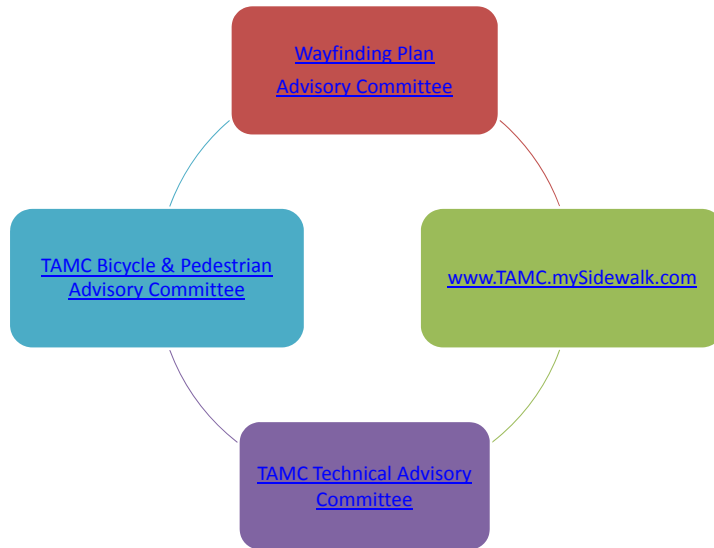 Wayfinding Plan
Advisory Committee
TAMC Bicycle & Pedestrian
Advisory Committee
www.TAMC.mySidewalk.com
TAMC Technical Advisory
Committee